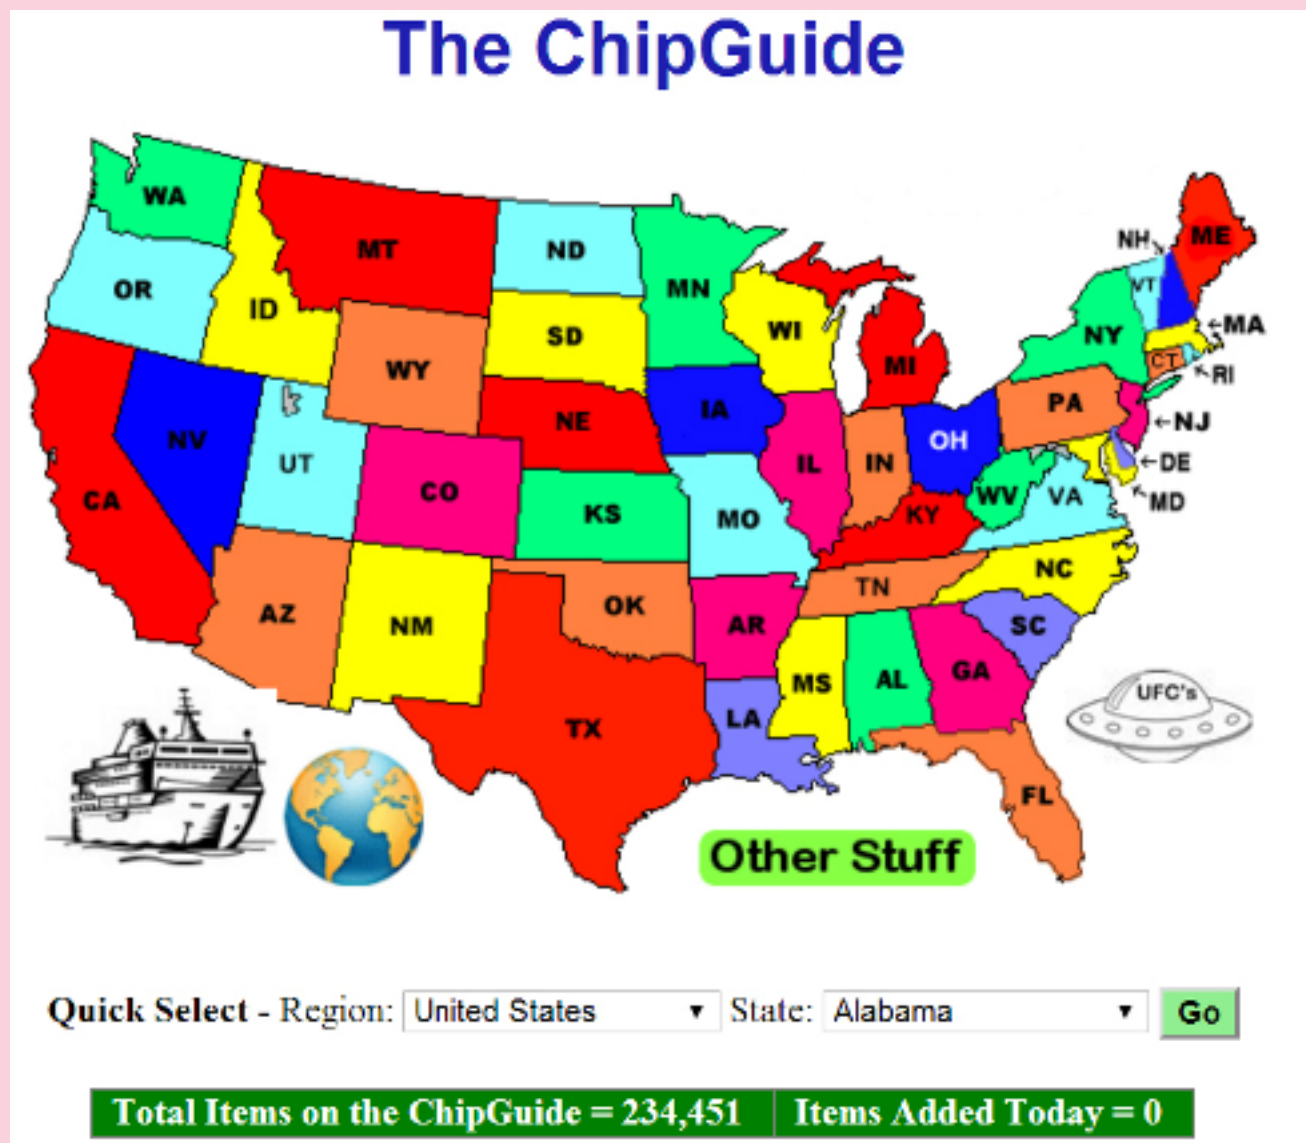 The ChipGuide
WA
MT
ND
MN
NH
ME
OR
ID
SD
WI
VT
NY
MA
WY
MI
CT
RI
NV
NE
IA
PA
NJ
UT
CO
IL
IN
OH
DE
CA
KS
MO
KY
WV
VA
MD
AZ
NM
OK
AR
TN
NC
SC
TX
LA
MS
AL
GA
UFC's
FL
Other Stuff
Quick Select - Region: United States State: Alabama Go
Total Items on the ChipGuide = 234,451 Items Added Today = 0